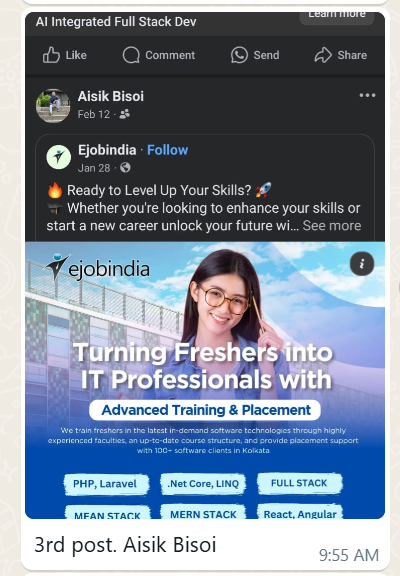 AI Integrated Full Stack Dev
Learn more
Like Comment Send Share
Aisik Bisoi
Feb 12 ·
Ejobindia · Follow
Jan 28 ·
🔥 Ready to Level Up Your Skills? 🚀
🎓 Whether you're looking to enhance your skills or
start a new career unlock your future wi... See more
ejobindia
Turning Freshers into
IT Professionals with
Advanced Training & Placement
We train freshers in the latest in-demand software technologies through highly
experienced faculties, an up-to-date course structure, and provide placement support
with 100+ software clients in Kolkata
PHP, Laravel .Net Core, LINQ FULL STACK
MEAN STACK MERN STACK React, Angular
3rd post. Aisik Bisoi
9:55 AM